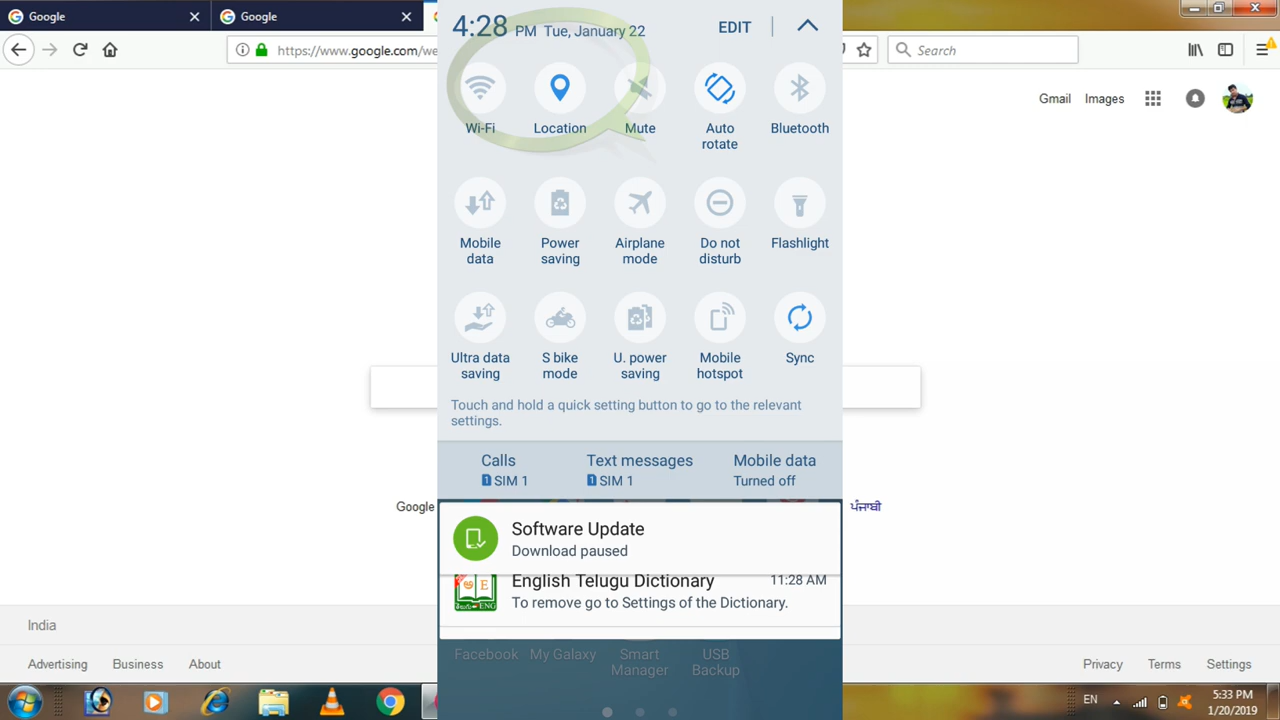 Google
Google
https://www.google.com/we
Search
Gmail
Images
Google
ਪੰਜਾਬੀ
India
Advertising
Business
About
Privacy
Terms
Settings
4:28 PM Tue, January 22
EDIT
Wi-Fi
Location
Mute
Auto
rotate
Bluetooth
Mobile
data
Power
saving
Airplane
mode
Do not
disturb
Flashlight
Ultra data
saving
S bike
mode
U. power
saving
Mobile
hotspot
Sync
Touch and hold a quick setting button to go to the relevant
settings.
Calls
1 SIM 1
Text messages
1 SIM 1
Mobile data
Turned off
Software Update
Download paused
English Telugu Dictionary
11:28 AM
To remove go to Settings of the Dictionary.
అ E
తెలుగు ENG
Facebook
My Galaxy
Smart
Manager
USB
Backup
EN
5:33 PM
1/20/2019